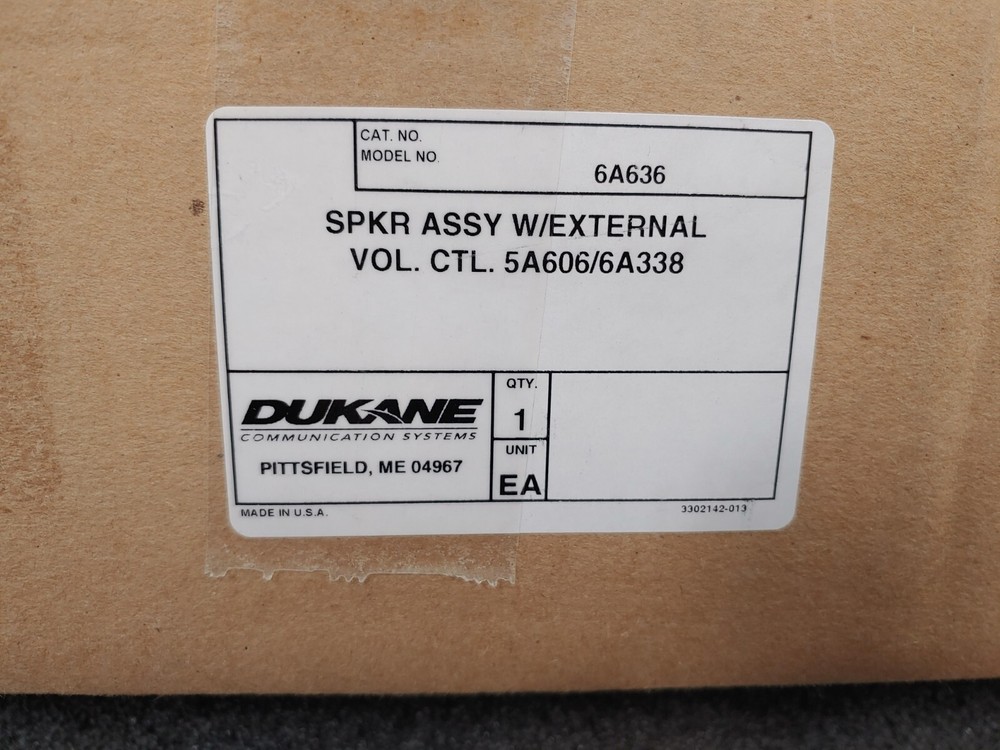 CAT. NO.
MODEL NO.
6A636
SPKR ASSY W/EXTERNAL
VOL. CTL. 5A606/6A338
DUKANE
COMMUNICATION SYSTEMS
PITTSFIELD, ME 04967
QTY.
1
UNIT
EA
MADE IN U.S.A.
3302142-013